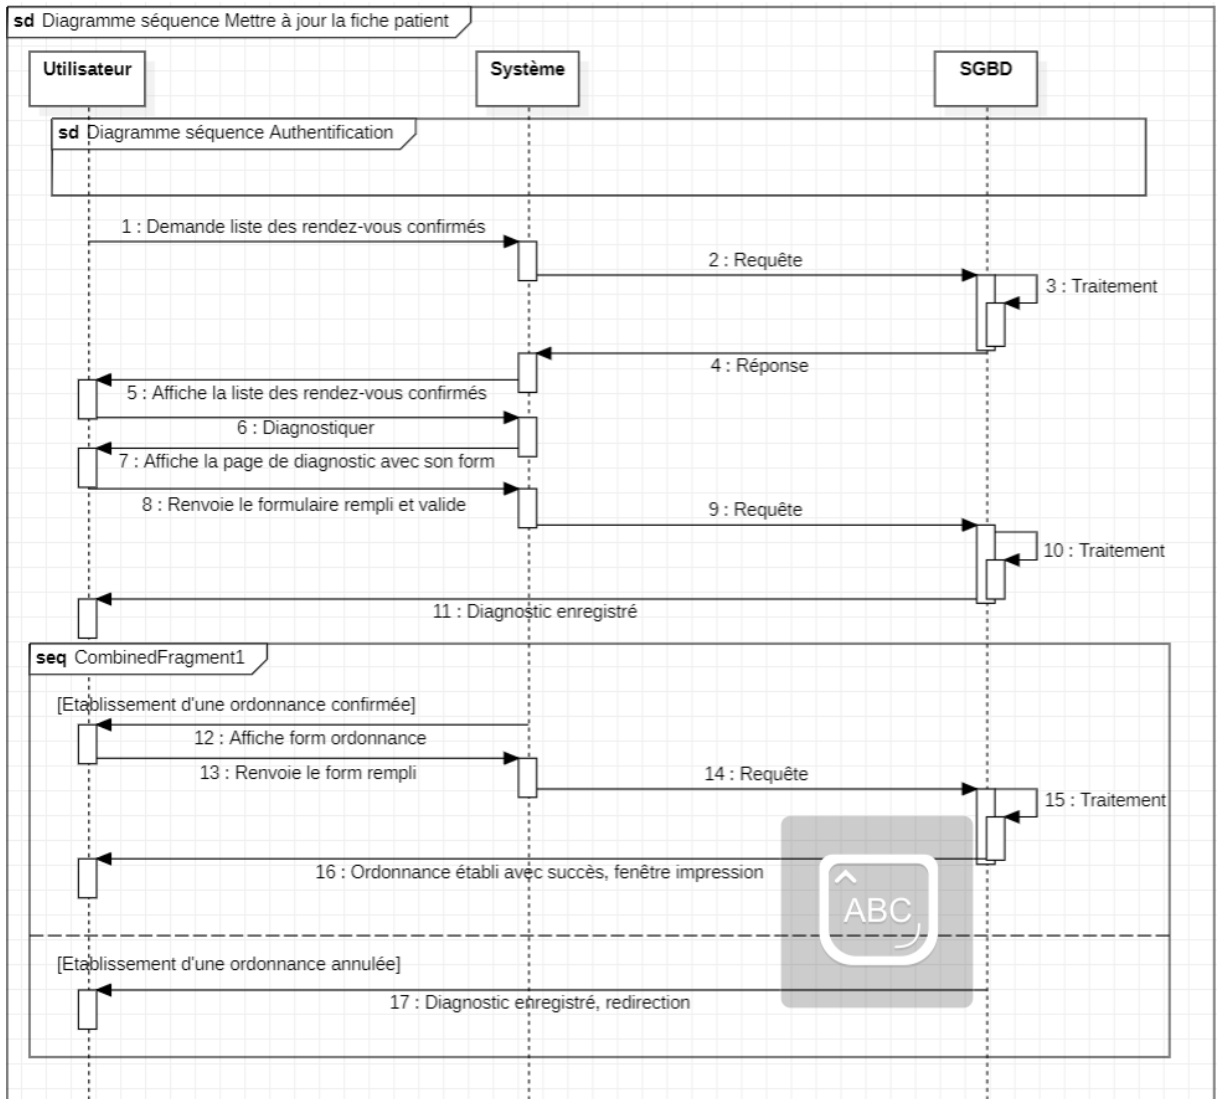 sd Diagramme séquence Mettre à jour la fiche patient
Utilisateur
Système
SGBD
sd Diagramme séquence Authentification
1 : Demande liste des rendez-vous confirmés
2 : Requête
3 : Traitement
4 : Réponse
5 : Affiche la liste des rendez-vous confirmés
6 : Diagnostiquer
7 : Affiche la page de diagnostic avec son form
8 : Renvoie le formulaire rempli et valide
9 : Requête
10 : Traitement
11 : Diagnostic enregistré
seq CombinedFragment1
[Etablissement d'une ordonnance confirmée]
12 : Affiche form ordonnance
13 : Renvoie le form rempli
14 : Requête
15 : Traitement
16 : Ordonnance établi avec succès, fenêtre impression
ABC
[Etablissement d'une ordonnance annulée]
17 : Diagnostic enregistré, redirection